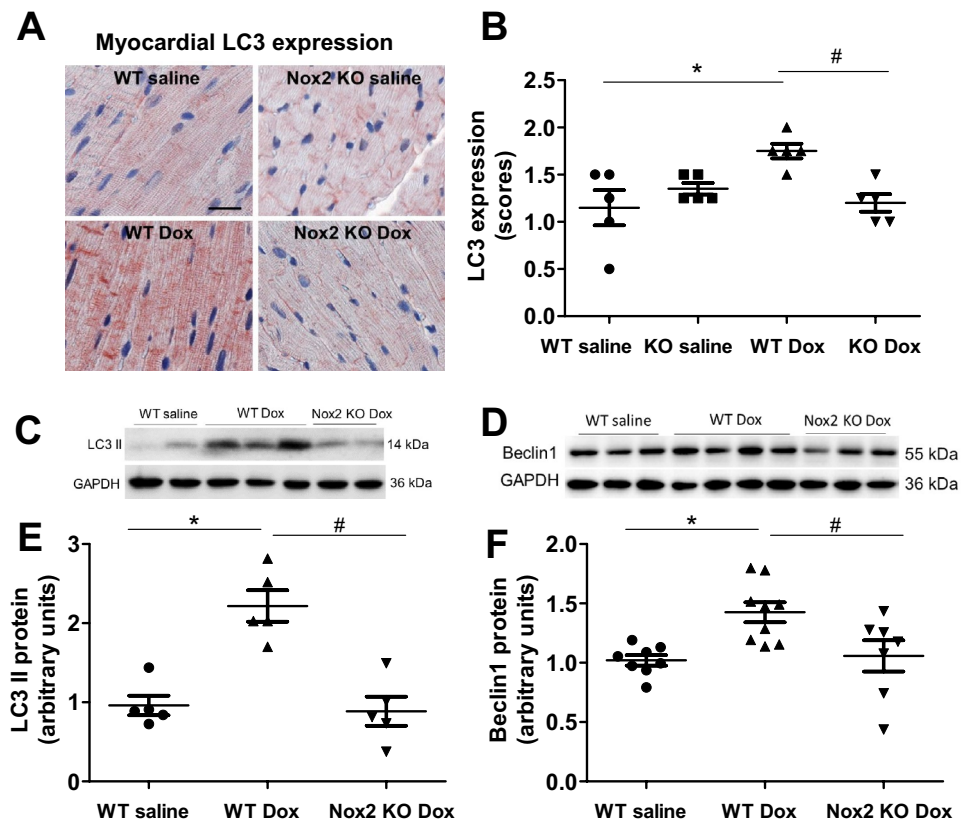 A
Myocardial LC3 expression
WT saline
Nox2 KO saline
WT Dox
Nox2 KO Dox
B
*
#
LC3 expression
(scores)
2.5
2.0
1.5
1.0
0.5
0.0
WT saline
KO saline
WT Dox
KO Dox
C
WT saline
WT Dox
Nox2 KO Dox
LC3 II
14 kDa
GAPDH
36 kDa
D
WT saline
WT Dox
Nox2 KO Dox
Beclin1
55 kDa
GAPDH
36 kDa
E
*
#
LC3 II protein
(arbitrary units)
3
2
1
0
WT saline
WT Dox
Nox2 KO Dox
F
*
#
Beclin1 protein
(arbitrary units)
2.0
1.5
1.0
0.5
0.0
WT saline
WT Dox
Nox2 KO Dox